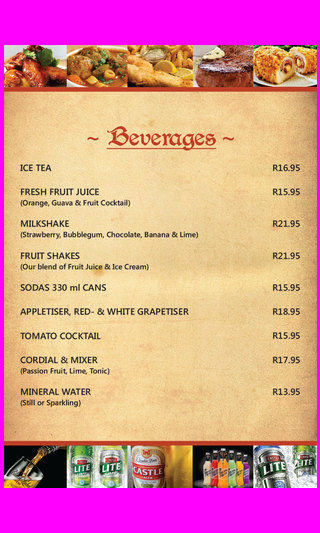 ~ Beverages ~
ICE TEA R16.95
FRESH FRUIT JUICE R15.95
(Orange, Guava & Fruit Cocktail)
MILKSHAKE R21.95
(Strawberry, Bubblegum, Chocolate, Banana & Lime)
FRUIT SHAKES R21.95
(Our blend of Fruit Juice & Ice Cream)
SODAS 330 ml CANS R15.95
APPLETISER, RED- & WHITE GRAPETISER R18.95
TOMATO COCKTAIL R15.95
CORDIAL & MIXER R17.95
(Passion Fruit, Lime, Tonic)
MINERAL WATER R13.95
(Still or Sparkling)
LITE LITE CASTLE LITE